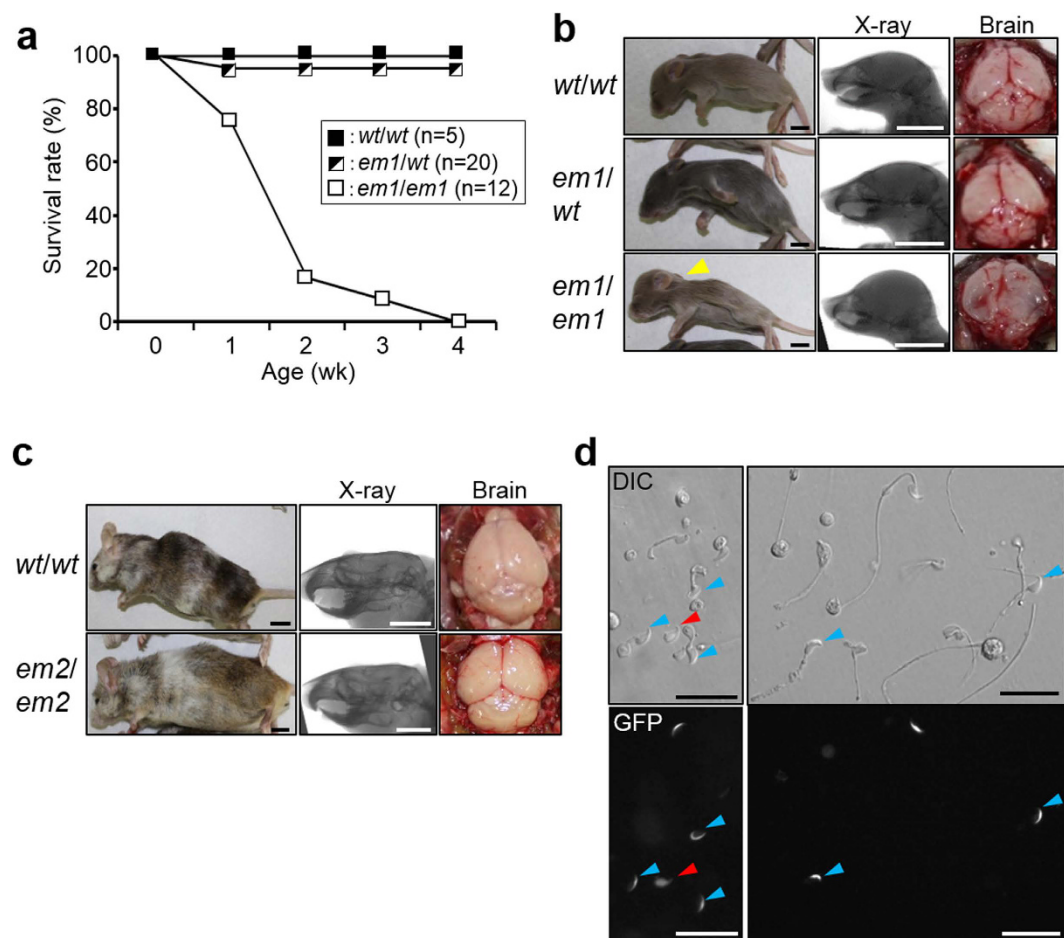 a
Survival rate (%)
100
80
60
40
20
0
0 1 2 3 4
Age (wk)
: wt/wt (n=5)
: em1/wt (n=20)
: em1/em1 (n=12)
b
X-ray Brain
wt/wt
em1/
wt
em1/
em1
c
X-ray Brain
wt/wt
em2/
em2
d
DIC
GFP